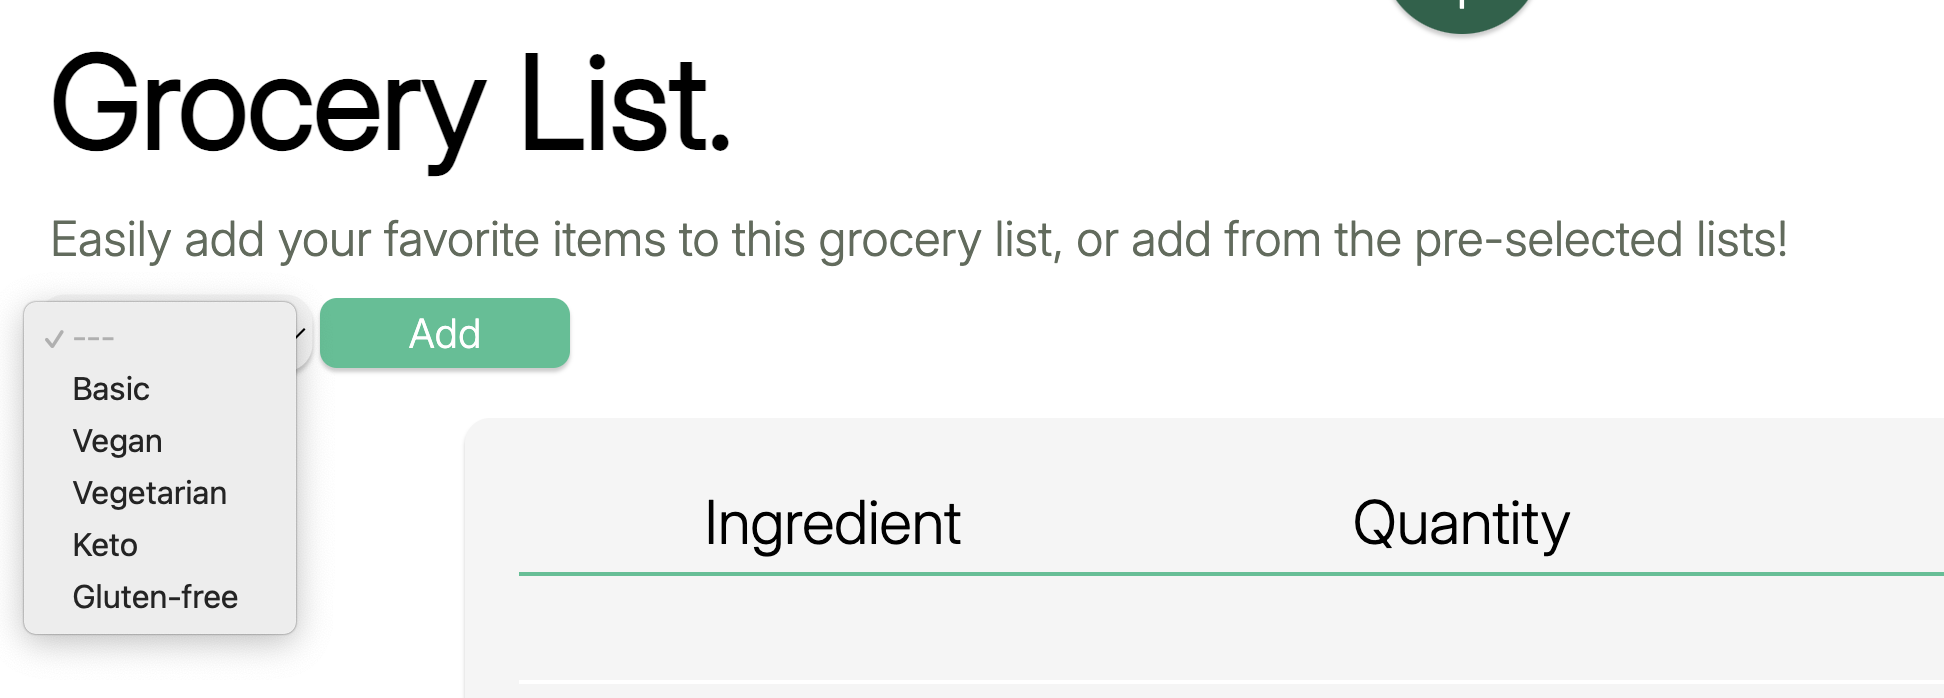 Grocery List.
Easily add your favorite items to this grocery list, or add from the pre-selected lists!
---
Add
Basic
Vegan
Vegetarian
Keto
Gluten-free
Ingredient Quantity